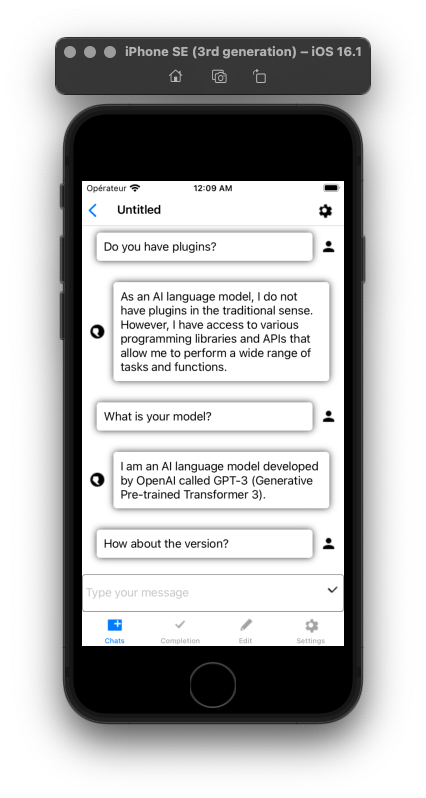 iPhone SE (3rd generation) – iOS 16.1
Opérateur 12:09 AM
Untitled
Do you have plugins?
As an AI language model, I do not
have plugins in the traditional sense.
However, I have access to various
programming libraries and APIs that
allow me to perform a wide range of
tasks and functions.
What is your model?
I am an AI language model developed
by OpenAI called GPT-3 (Generative
Pre-trained Transformer 3).
How about the version?
Type your message
Chats Completion Edit Settings